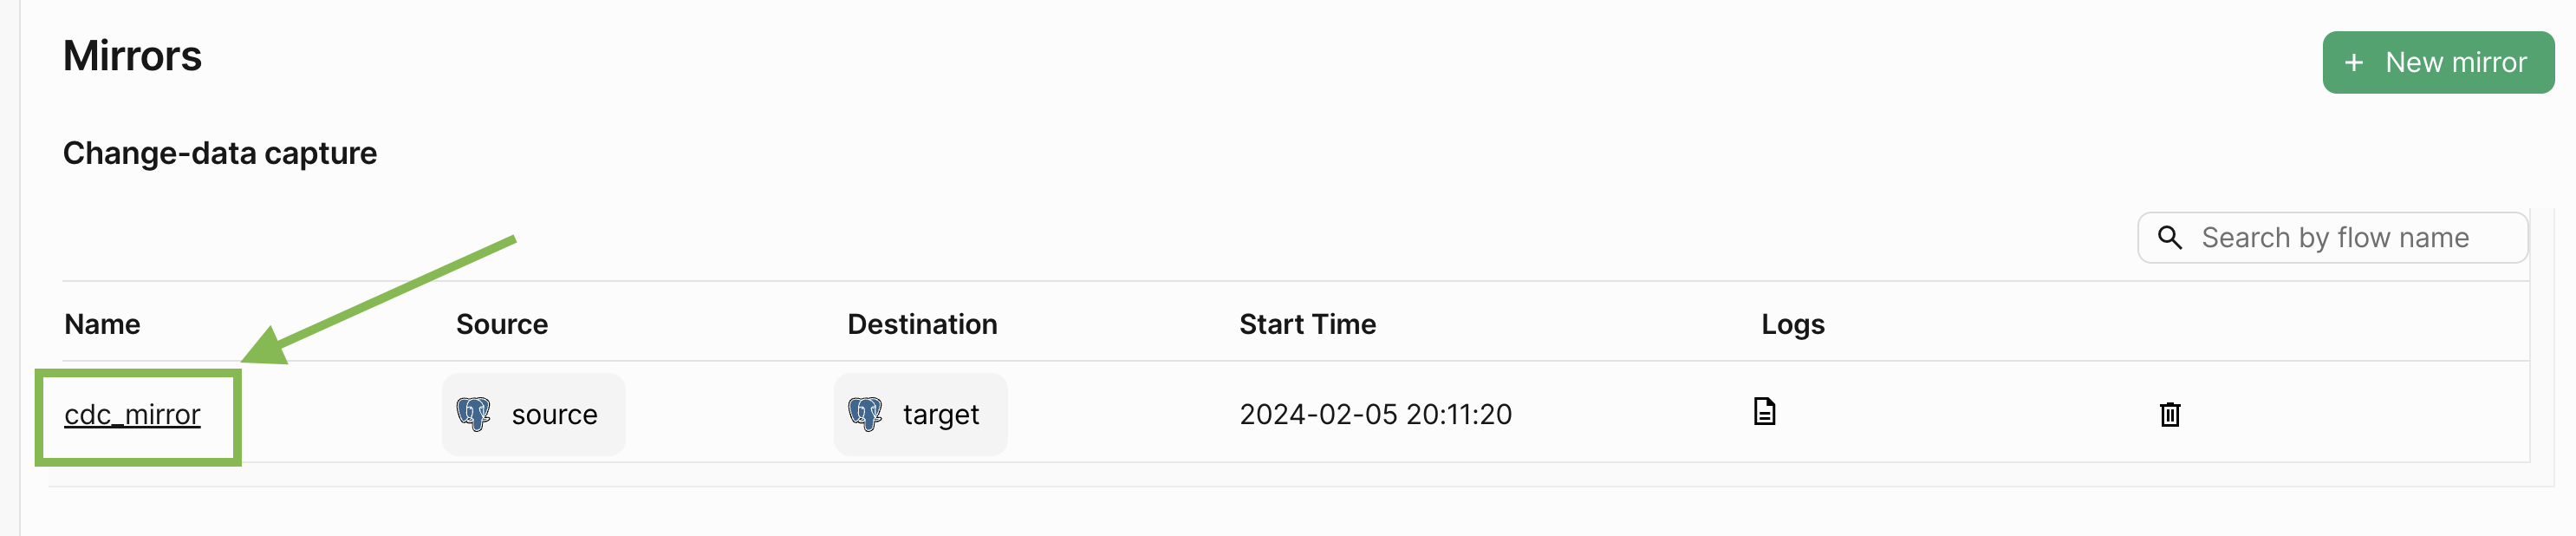 Mirrors
+ New mirror
Change-data capture
Search by flow name
Name Source Destination Start Time Logs
cdc_mirror source target 2024-02-05 20:11:20